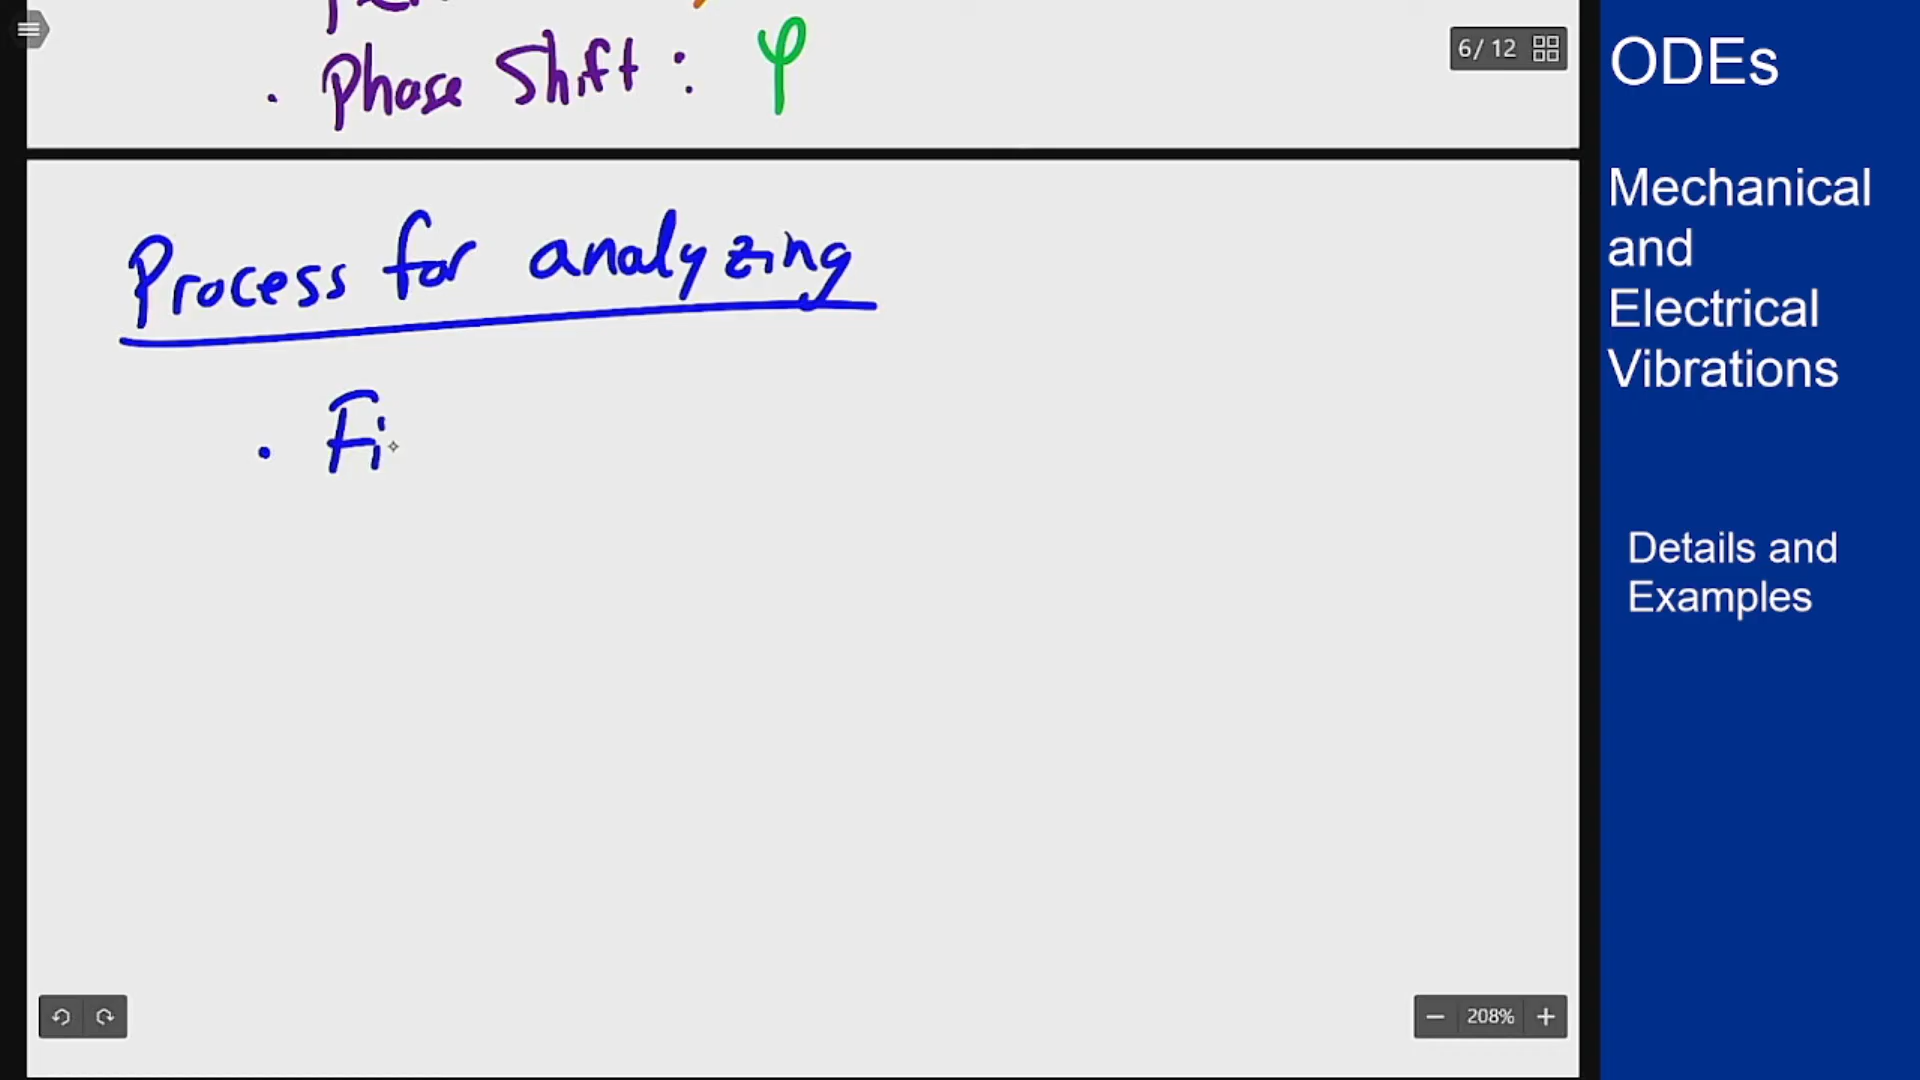 . Phase Shift : φ
6/ 12
Process for analyzing
. Fi
208%
ODEs
Mechanical
and
Electrical
Vibrations
Details and
Examples